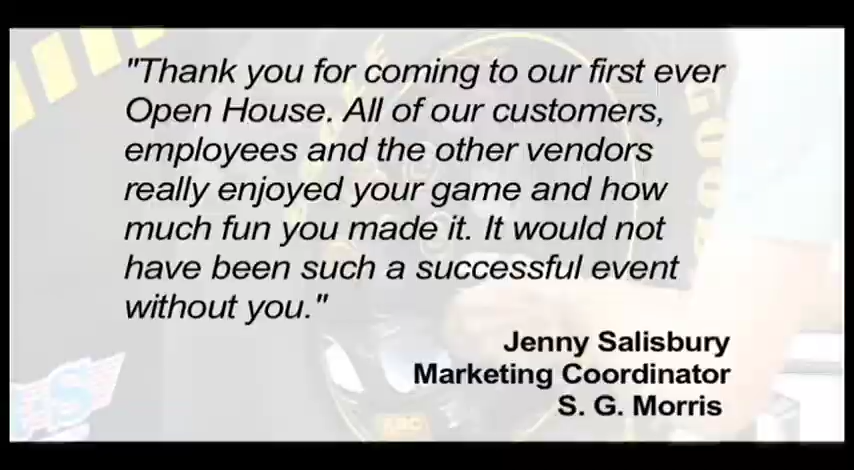 "Thank you for coming to our first ever
Open House. All of our customers,
employees and the other vendors
really enjoyed your game and how
much fun you made it. It would not
have been such a successful event
without you."
Jenny Salisbury
Marketing Coordinator
S. G. Morris